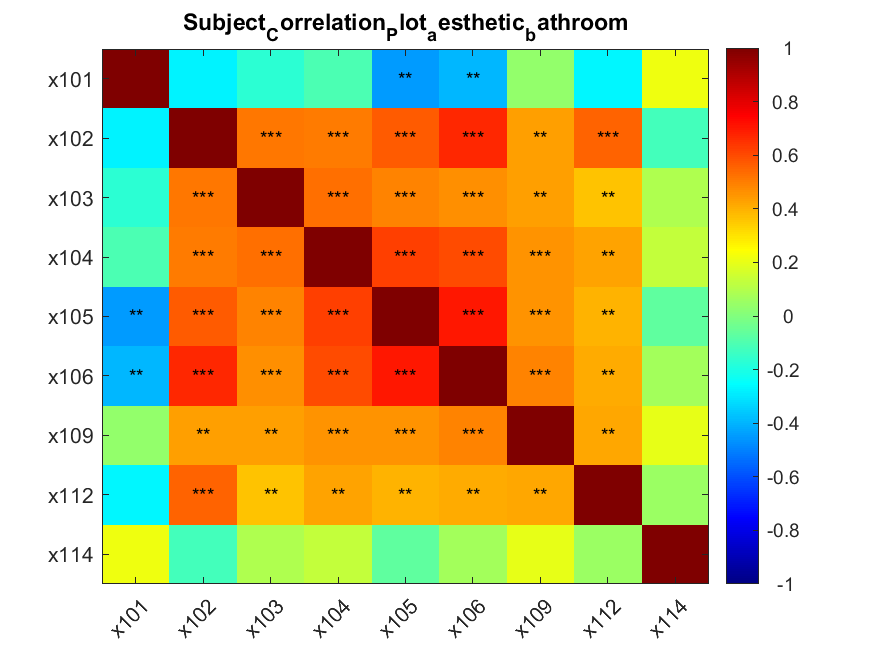 Subject_Correlation_Plot_aesthetic_bathroom
x101 ** ** 1
x102 *** *** *** *** ** *** 0.8
x103 *** *** *** *** ** ** 0.6
x104 *** *** *** *** *** ** 0.4
0.2
x105 ** *** *** *** *** *** ** 0
x106 ** *** *** *** *** *** ** -0.2
x109 ** ** *** *** *** ** -0.4
x112 *** ** ** ** ** ** -0.6
-0.8
x114 -1
x101 x102 x103 x104 x105 x106 x109 x112 x114